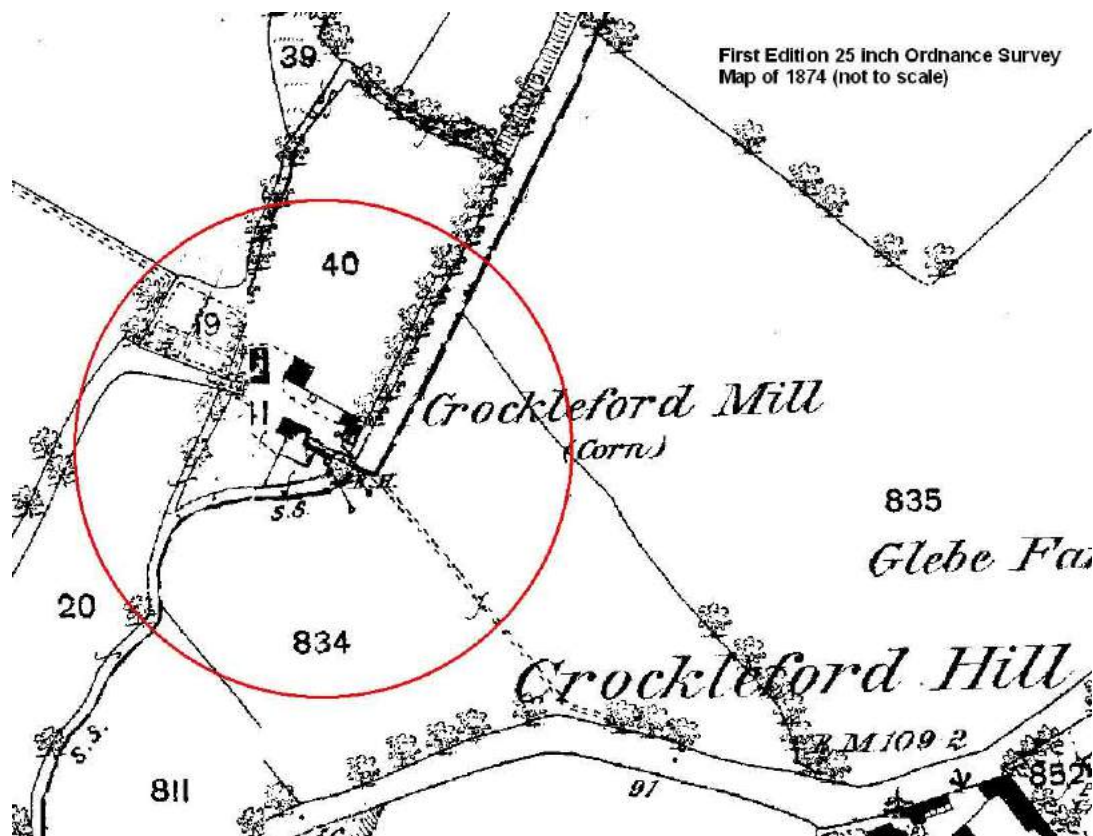 First Edition 25 inch Ordnance Survey
Map of 1874 (not to scale)
39
40
19
41
Crockleford Mill
(Corn)
S.S.
835
Glebe Fa
20
834
Crockleford Hill
S.S.
B M 109·2
811
91
852